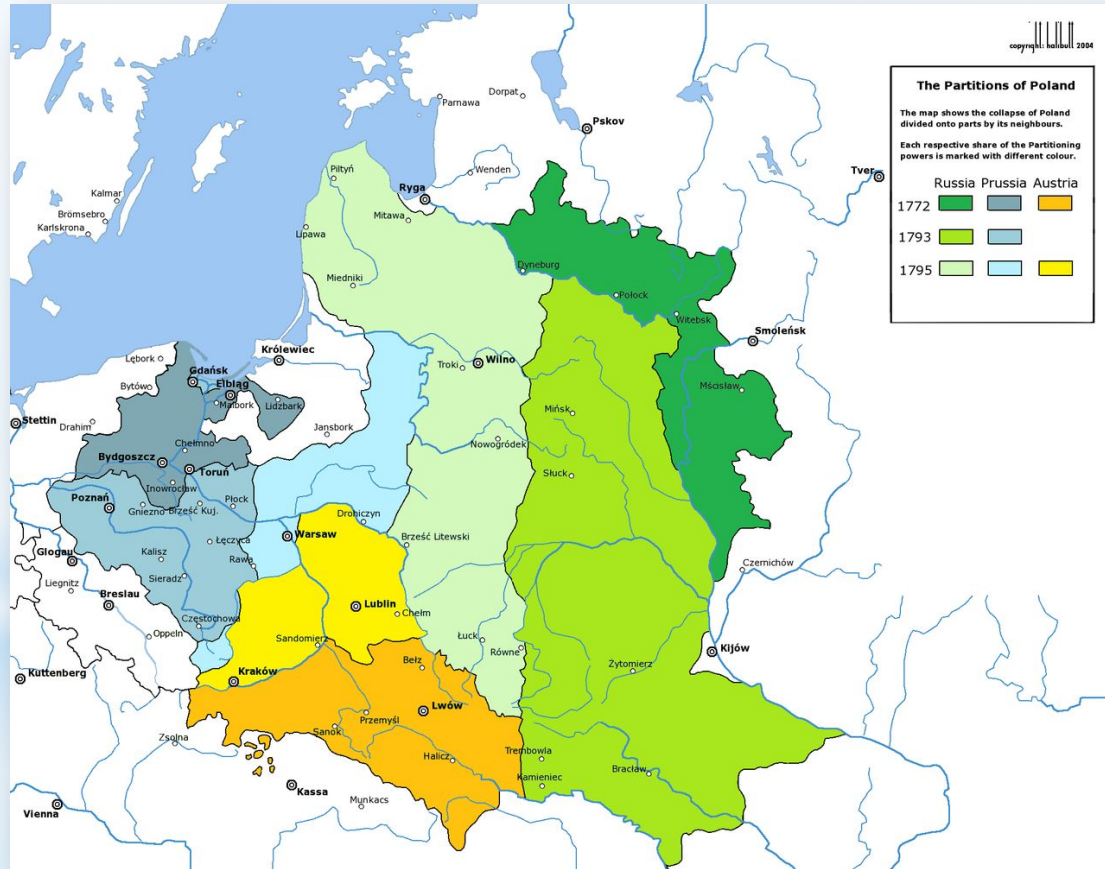 copyright: halibutt 2004
The Partitions of Poland
The map shows the collapse of Poland
divided onto parts by its neighbours.
Each respective share of the Partitioning
powers is marked with different colour.
Russia Prussia Austria
1772
1793
1795
Parnawa
Dorpat
Pskov
Tver
Piltyń
Wenden
Kalmar
Ryga
Brömsebro
Mitawa
Karlskrona
Lipawa
Dyneburg
Miedniki
Połock
Witebsk
Smoleńsk
Królewiec
Lębork
Wilno
Troki
Gdańsk
Bytów
Elbląg
Malbork
Lidzbark
Mścisław
Stettin
Drahim
Mińsk
Jansbork
Chełmno
Nowogródek
Bydgoszcz
Toruń
Słuck
Inowrocław
Poznań
Gniezno
Brześć Kuj.
Płock
Drohiczyn
Warsaw
Łęczyca
Brześć Litewski
Glogau
Kalisz
Rawa
Czernichów
Liegnitz
Sieradz
Breslau
Lublin
Chełm
Częstochowa
Oppeln
Sandomierz
Łuck
Równe
Kijów
Bełz
Żytomierz
Kuttenberg
Kraków
Lwów
Przemyśl
Sanok
Zsolna
Halicz
Trembowla
Kamieniec
Bracław
Kassa
Munkacs
Vienna